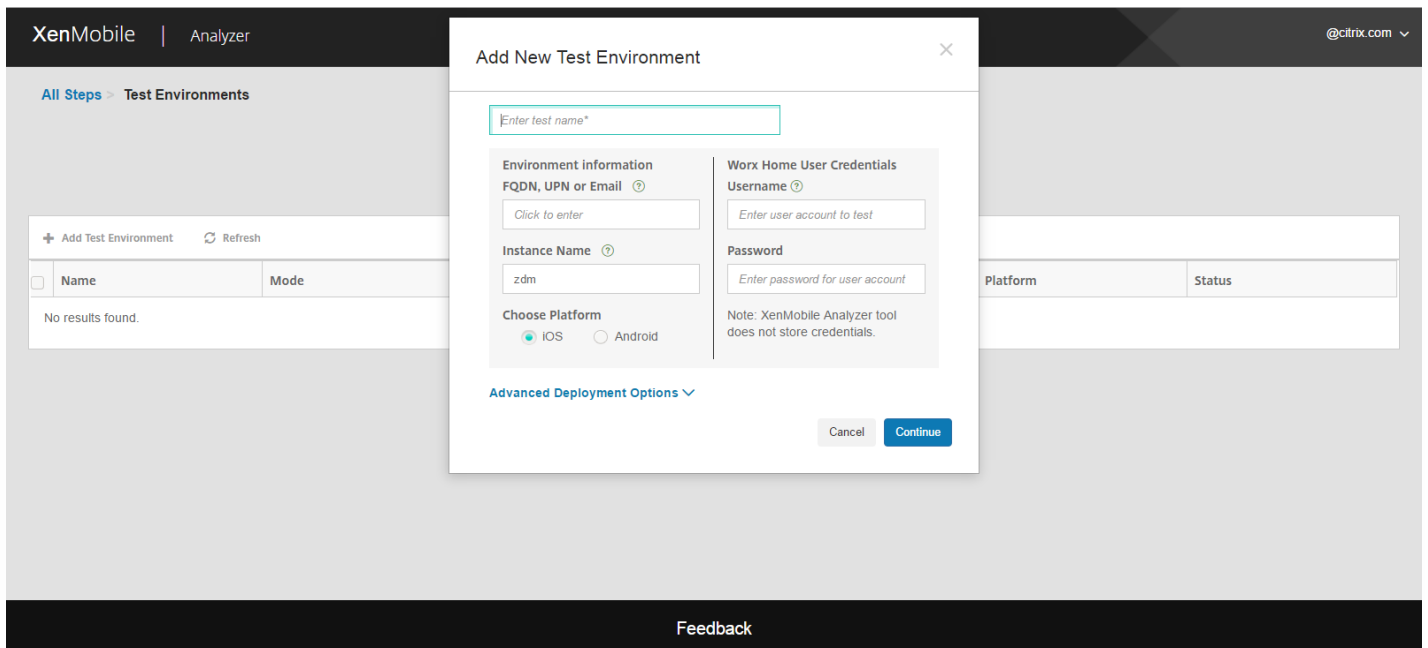 XenMobile | Analyzer
@citrix.com
All Steps > Test Environments
Add New Test Environment
Enter test name*
Environment information
FQDN, UPN or Email ?
Click to enter
Instance Name ?
zdm
Choose Platform
iOS Android
Worx Home User Credentials
Username ?
Enter user account to test
Password
Enter password for user account
Note: XenMobile Analyzer tool
does not store credentials.
Advanced Deployment Options
Cancel Continue
Add Test Environment Refresh
Name Mode Platform Status
No results found.
Feedback